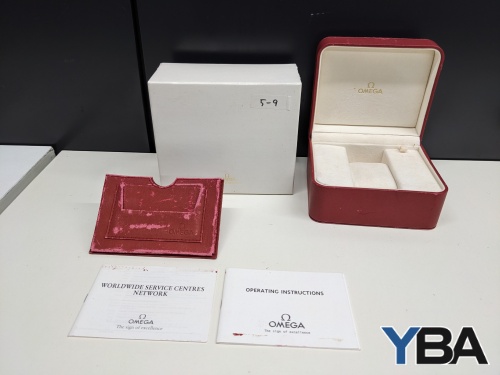 5-9
Ω
OMEGA
WORLDWIDE SERVICE CENTRES
NETWORK
Ω
OMEGA
The sign of excellence
OPERATING INSTRUCTIONS
Ω
OMEGA
The sign of excellence
YBA